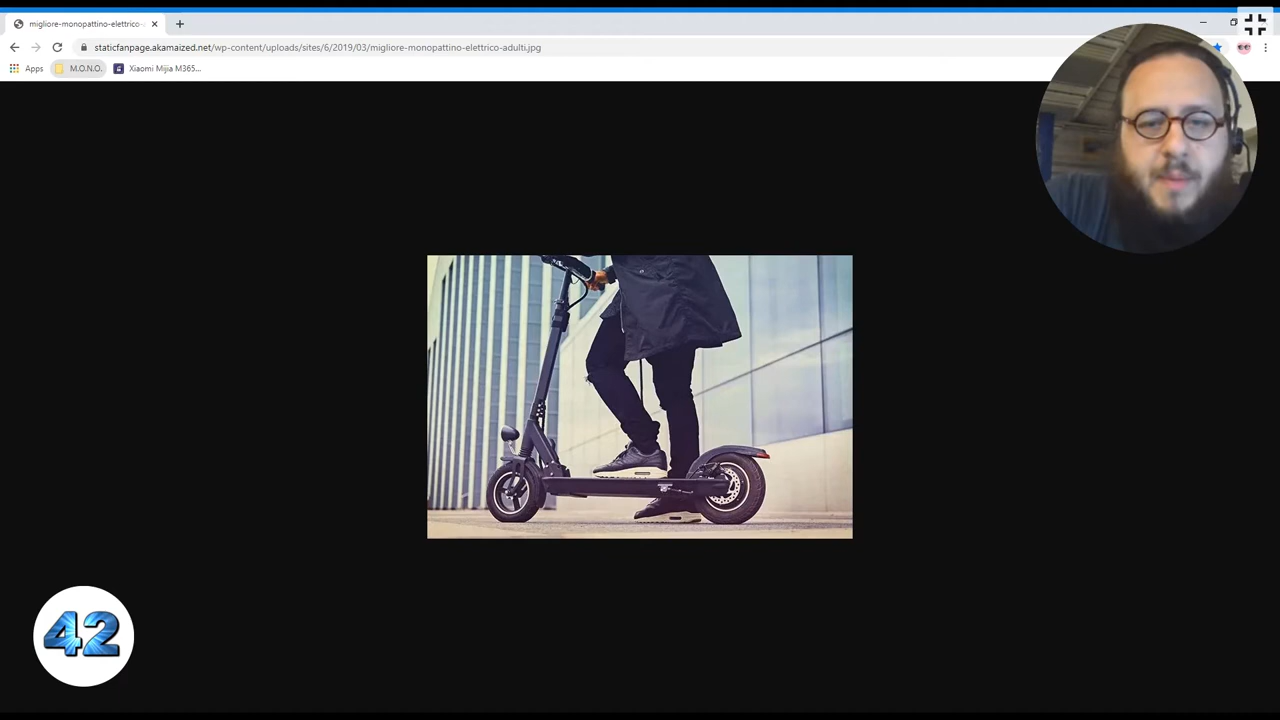 migliore-monopattino-elettrico-
staticfanpage.akamaized.net/wp-content/uploads/sites/6/2019/03/migliore-monopattino-elettrico-adulti.jpg
Apps
M.O.N.O.
Xiaomi Mijia M365...
42